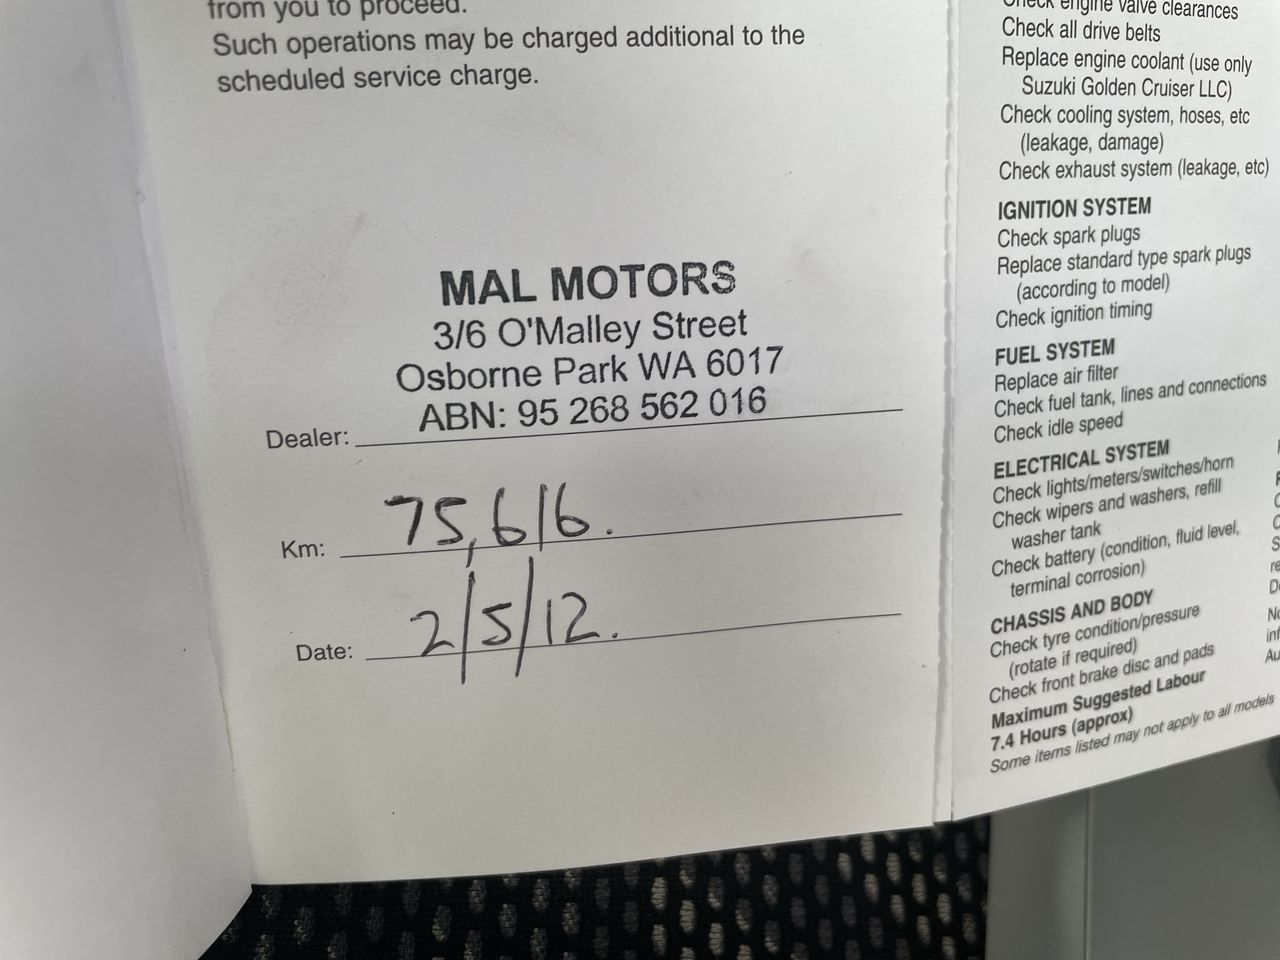 from you to proceed.
Such operations may be charged additional to the
scheduled service charge.
MAL MOTORS
3/6 O'Malley Street
Osborne Park WA 6017
ABN: 95 268 562 016
Dealer:
Km: 75,616.
Date: 2/5/12.
Check engine valve clearances
Check all drive belts
Replace engine coolant (use only
Suzuki Golden Cruiser LLC)
Check cooling system, hoses, etc
(leakage, damage)
Check exhaust system (leakage, etc)
IGNITION SYSTEM
Check spark plugs
Replace standard type spark plugs
(according to model)
Check ignition timing
FUEL SYSTEM
Replace air filter
Check fuel tank, lines and connections
Check idle speed
ELECTRICAL SYSTEM
Check lights/meters/switches/horn
Check wipers and washers, refill
washer tank
Check battery (condition, fluid level,
terminal corrosion)
CHASSIS AND BODY
Check tyre condition/pressure
(rotate if required)
Check front brake disc and pads
Maximum Suggested Labour
7.4 Hours (approx)
Some items listed may not apply to all models